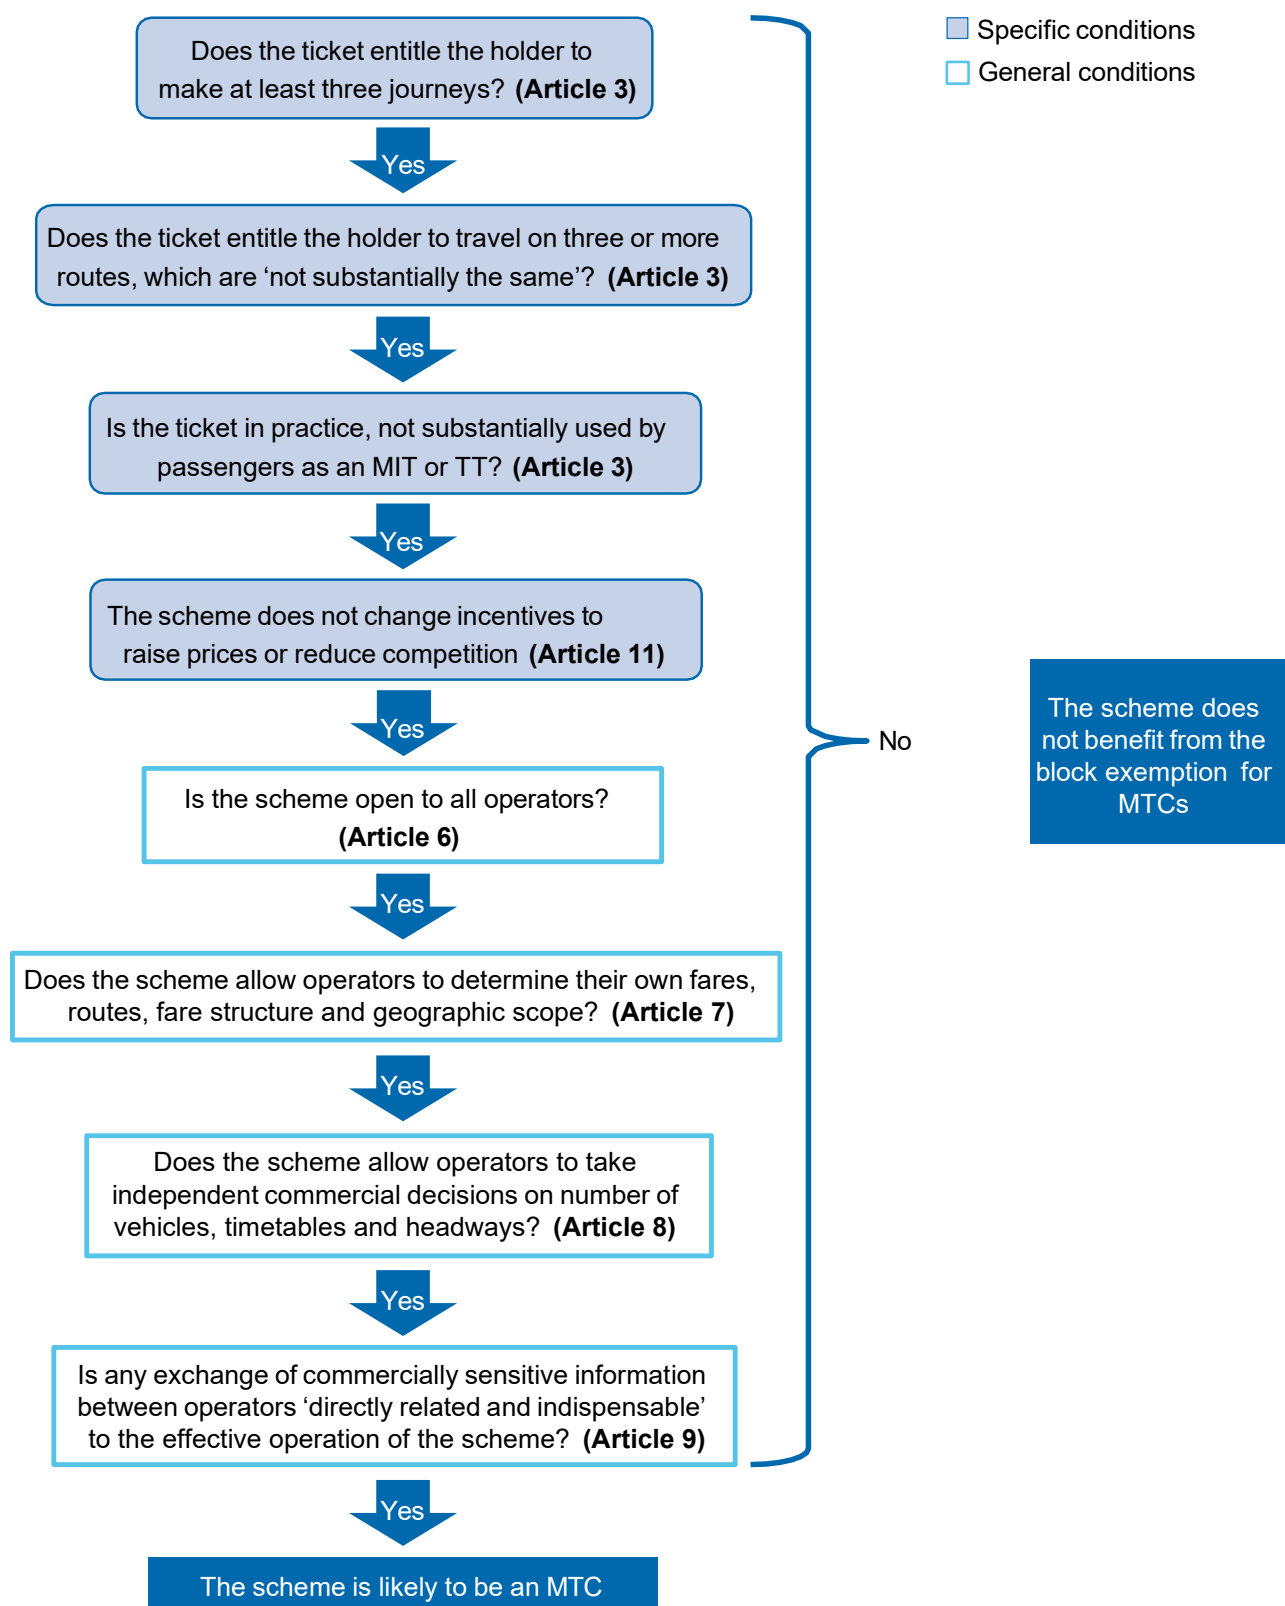 Does the ticket entitle the holder to
make at least three journeys? (Article 3)
Yes
Does the ticket entitle the holder to travel on three or more
routes, which are ‘not substantially the same’? (Article 3)
Yes
Is the ticket in practice, not substantially used by
passengers as an MIT or TT? (Article 3)
Yes
The scheme does not change incentives to
raise prices or reduce competition (Article 11)
Yes
Is the scheme open to all operators?
(Article 6)
Yes
Does the scheme allow operators to determine their own fares,
routes, fare structure and geographic scope? (Article 7)
Yes
Does the scheme allow operators to take
independent commercial decisions on number of
vehicles, timetables and headways? (Article 8)
Yes
Is any exchange of commercially sensitive information
between operators ‘directly related and indispensable’
to the effective operation of the scheme? (Article 9)
Yes
The scheme is likely to be an MTC
No
Specific conditions
General conditions
The scheme does
not benefit from the
block exemption for
MTCs